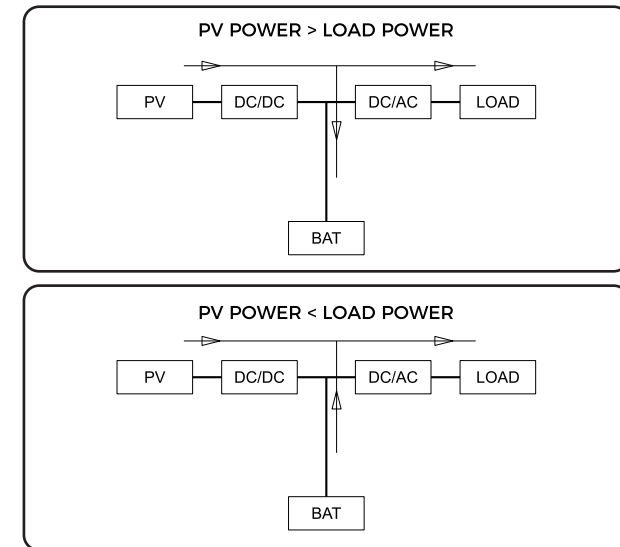 PV POWER > LOAD POWER
PV DC/DC DC/AC LOAD
BAT
PV POWER < LOAD POWER
PV DC/DC DC/AC LOAD
BAT